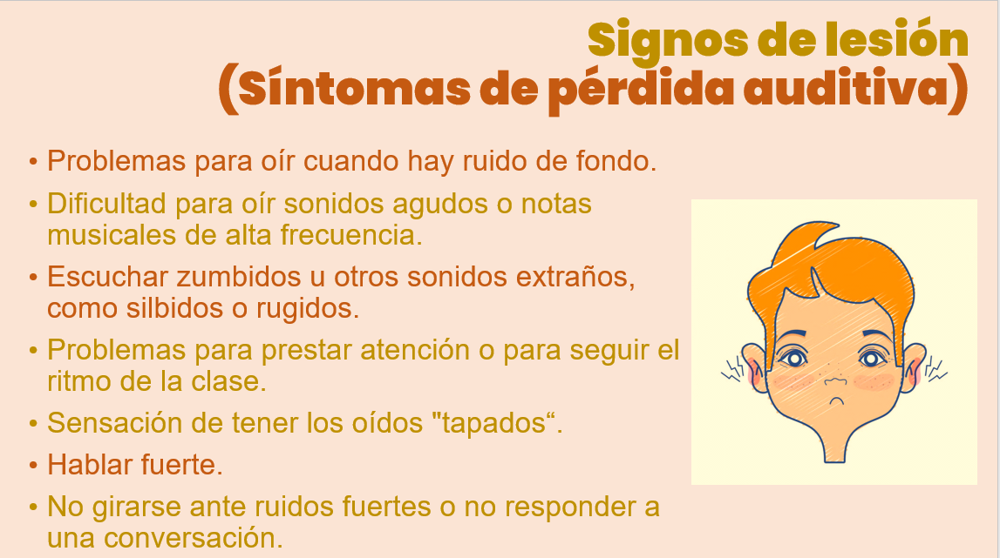 Signos de lesión
(Síntomas de pérdida auditiva)
• Problemas para oír cuando hay ruido de fondo.
• Dificultad para oír sonidos agudos o notas
musicales de alta frecuencia.
• Escuchar zumbidos u otros sonidos extraños,
como silbidos o rugidos.
• Problemas para prestar atención o para seguir el
ritmo de la clase.
• Sensación de tener los oídos "tapados“.
• Hablar fuerte.
• No girarse ante ruidos fuertes o no responder a
una conversación.